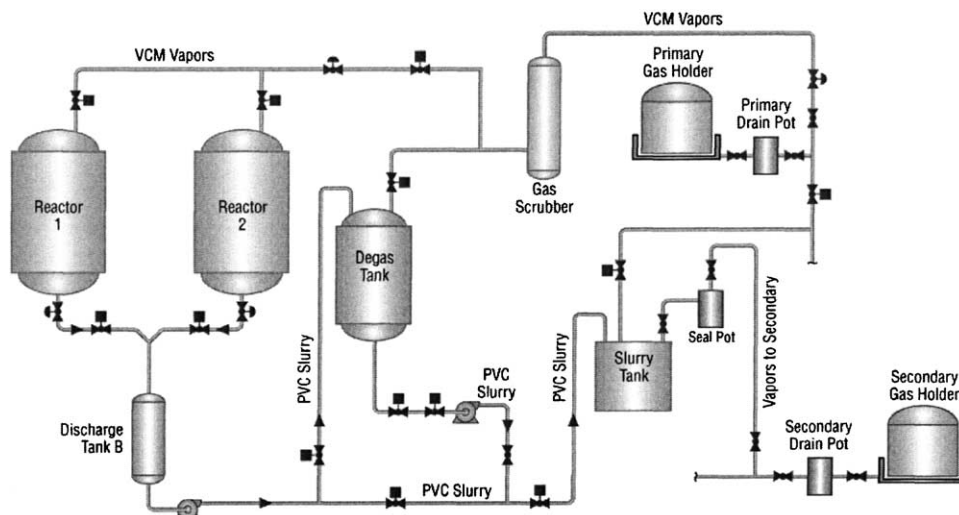 VCM Vapors
VCM Vapors
Primary
Gas Holder
Primary
Drain Pot
Reactor
1
Reactor
2
Gas
Scrubber
Degas
Tank
PVC Slurry
PVC
Slurry
PVC Slurry
Slurry
Tank
Seal Pot
Vapors to Secondary
Secondary
Gas Holder
Secondary
Drain Pot
Discharge
Tank B
PVC Slurry